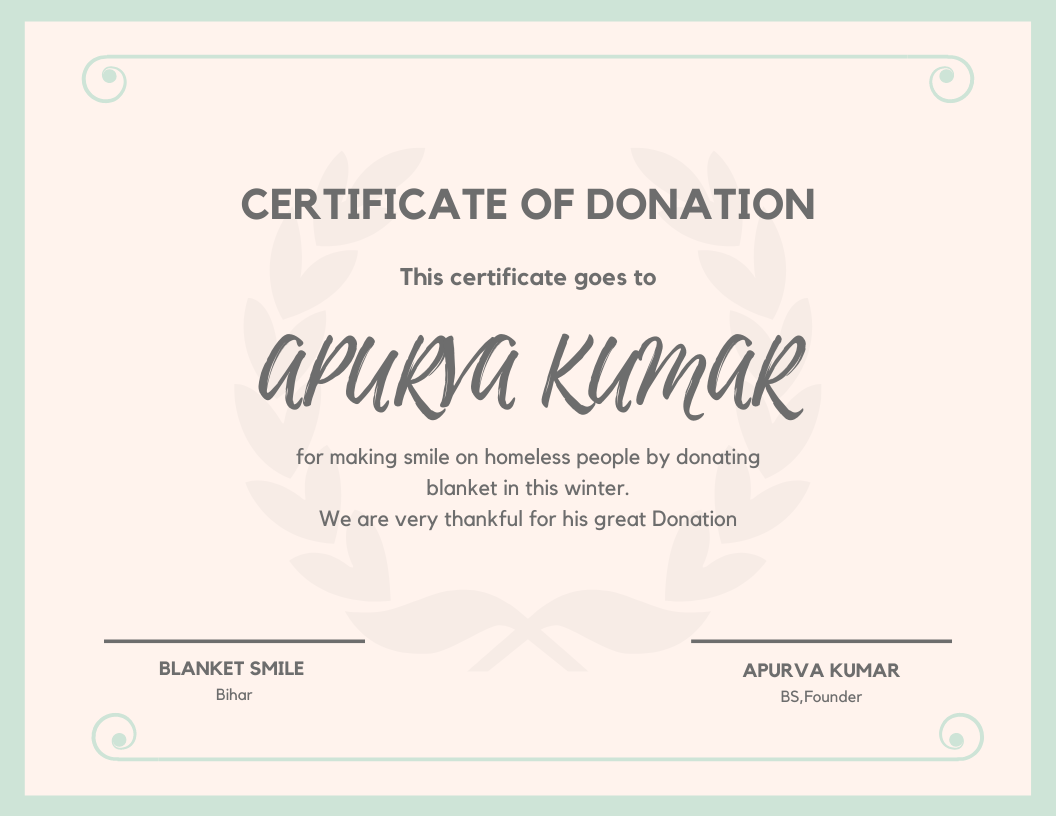 CERTIFICATE OF DONATION
This certificate goes to
APURVA KUMAR
for making smile on homeless people by donating
blanket in this winter.
We are very thankful for his great Donation
BLANKET SMILE
Bihar
APURVA KUMAR
BS,Founder